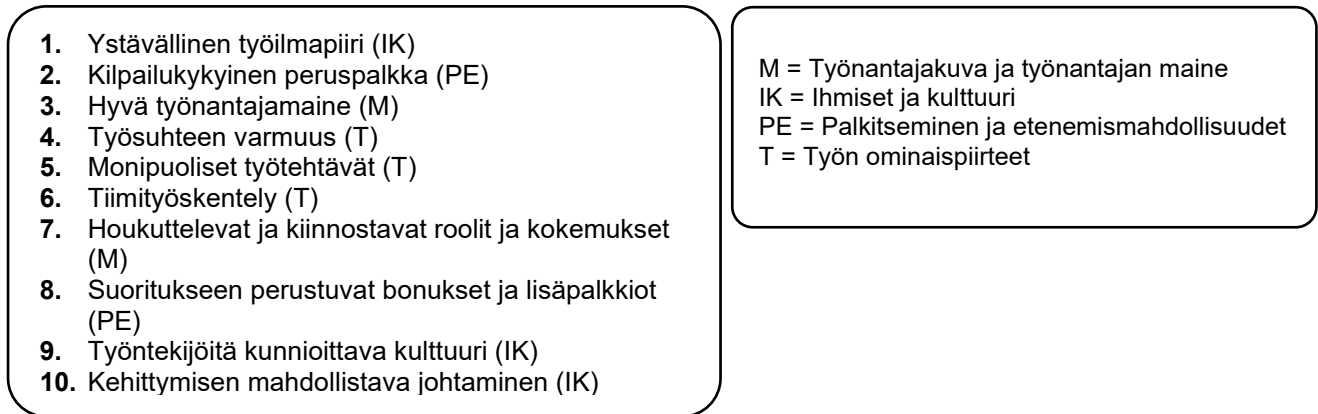 1. Ystävällinen työilmapiiri (IK)
2. Kilpailukykyinen peruspalkka (PE)
3. Hyvä työnantajamaine (M)
4. Työsuhteen varmuus (T)
5. Monipuoliset työtehtävät (T)
6. Tiimityöskentely (T)
7. Houkuttelevat ja kiinnostavat roolit ja kokemukset
(M)
8. Suoritukseen perustuvat bonukset ja lisäpalkkiot
(PE)
9. Työntekijöitä kunnioittava kulttuuri (IK)
10. Kehittymisen mahdollistava johtaminen (IK)
M = Työnantajakuva ja työnantajan maine
IK = Ihmiset ja kulttuuri
PE = Palkitseminen ja etenemismahdollisuudet
T = Työn ominaispiirteet